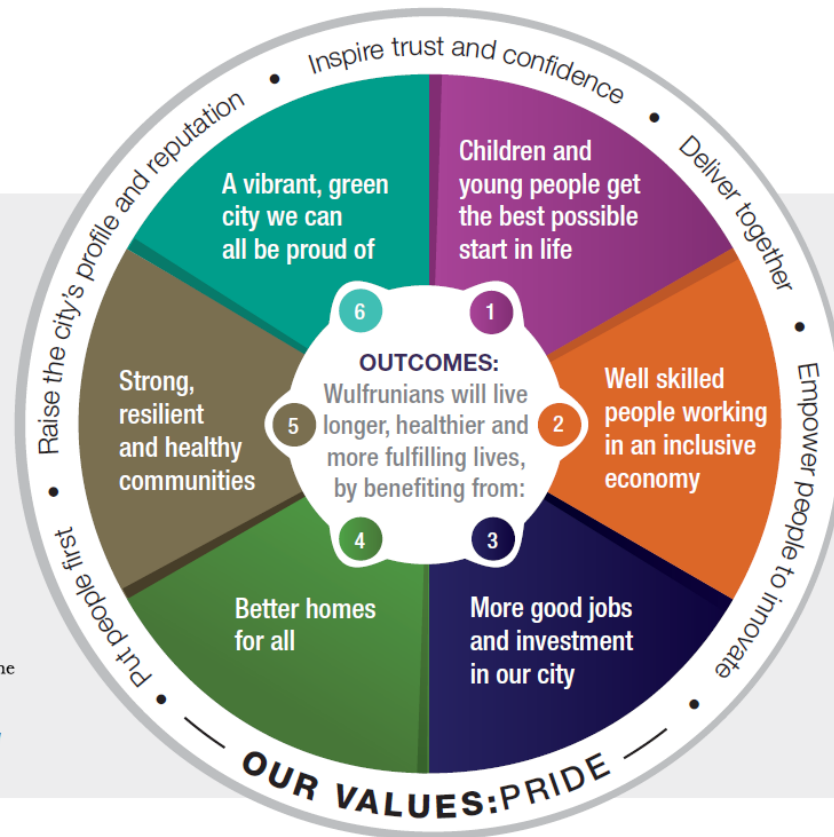 Put people first • Raise the city's profile and reputation • Inspire trust and confidence • Deliver together • Empower people to innovate •
Children and
young people get
the best possible
start in life
1
Well skilled
people working
in an inclusive
economy
2
More good jobs
and investment
in our city
3
Better homes
for all
4
Strong,
resilient
and healthy
communities
5
A vibrant, green
city we can
all be proud of
6
OUTCOMES:
Wulfrunians will live
longer, healthier and
more fulfilling lives,
by benefiting from:
OUR VALUES:PRIDE